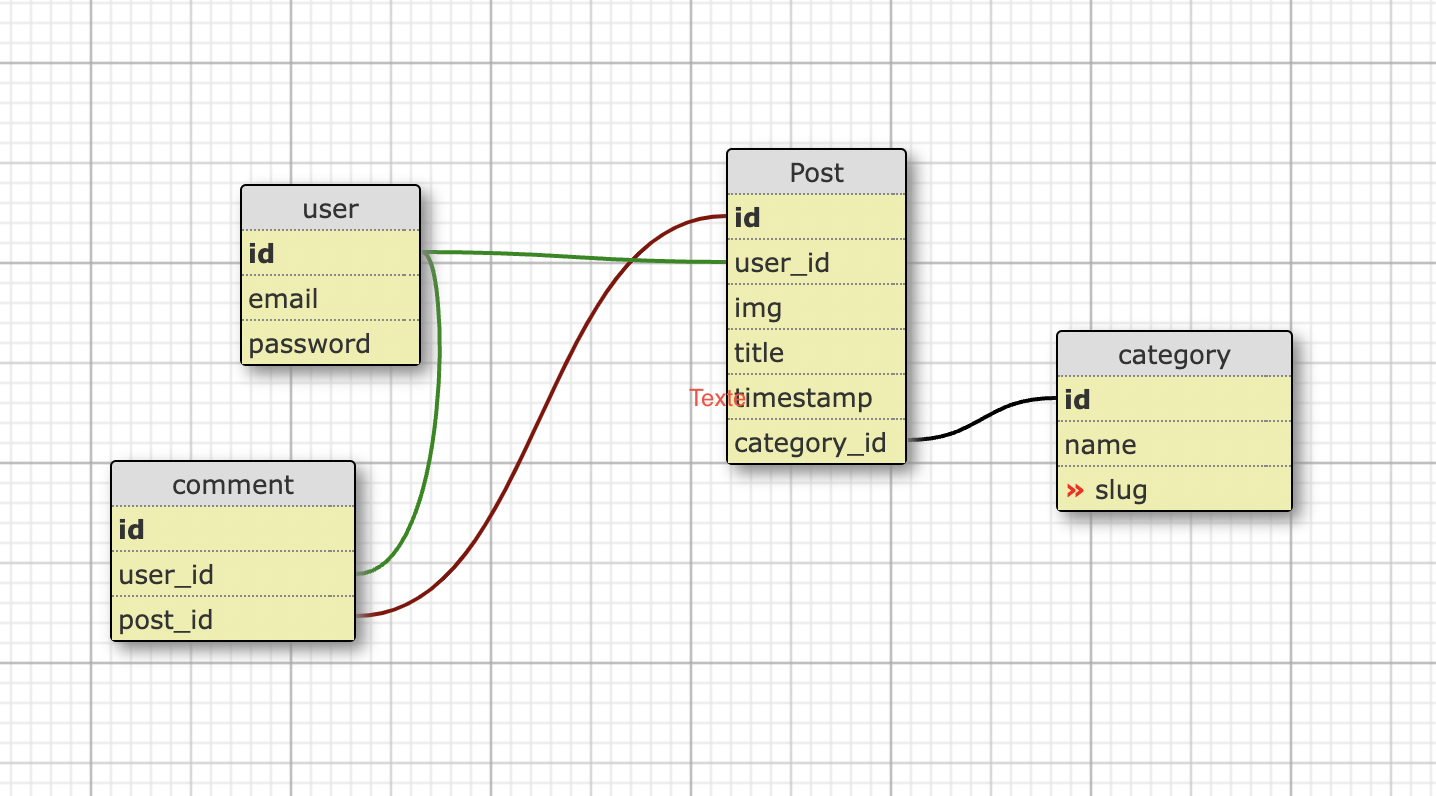 user
id
email
password
comment
id
user_id
post_id
Post
id
user_id
img
title
Texte
timestamp
category_id
category
id
name
» slug